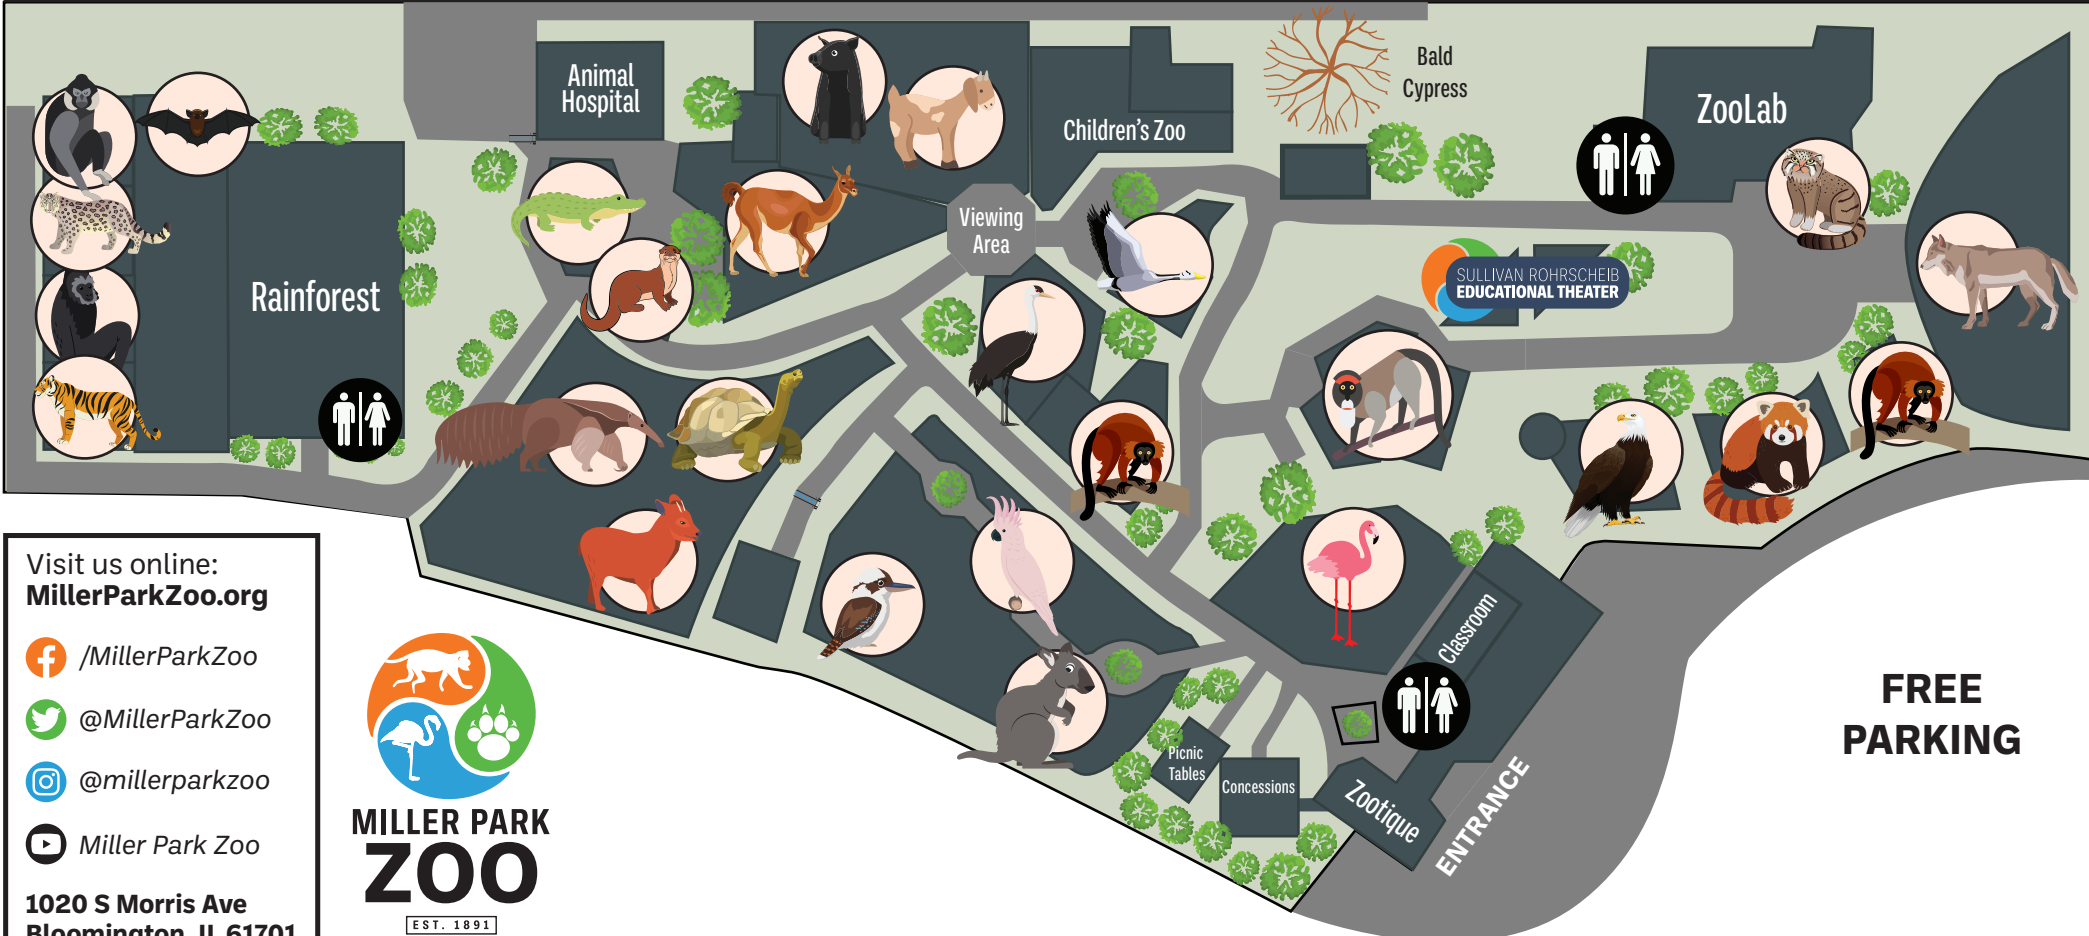 Animal
Hospital
Children's Zoo
Bald
Cypress
ZooLab
Viewing
Area
Rainforest
SULLIVAN ROHRSCHEIB
EDUCATIONAL THEATER
Classroom
Picnic
Tables
Concessions
Zootique
ENTRANCE
FREE
PARKING
Visit us online:
MillerParkZoo.org
/MillerParkZoo
@MillerParkZoo
@millerparkzoo
Miller Park Zoo
1020 S Morris Ave
Bloomington, IL 61701
MILLER PARK
ZOO
EST. 1891